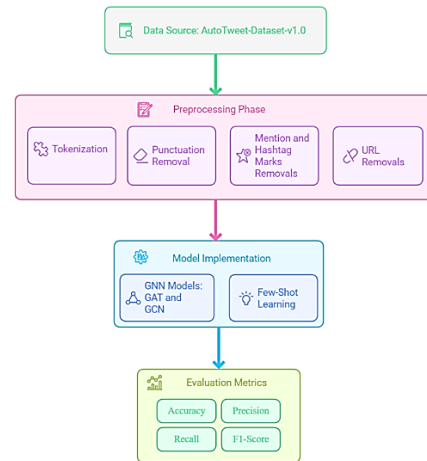 Data Source: AutoTweet-Dataset-v1.0
Preprocessing Phase
Tokenization
Punctuation
Removal
Mention and
Hashtag
Marks
Removals
URL
Removals
Model Implementation
GNN Models:
GAT and
GCN
Few-Shot
Learning
Evaluation Metrics
Accuracy
Precision
Recall
F1-Score